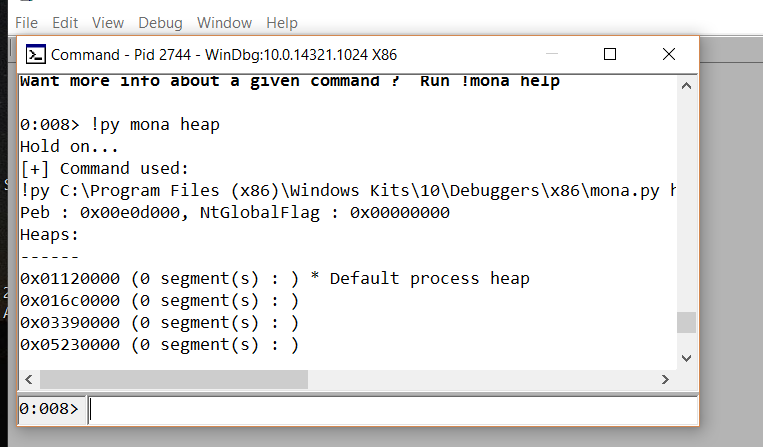 File Edit View Debug Window Help
Command - Pid 2744 - WinDbg:10.0.14321.1024 X86
Want more info about a given command ?  Run !mona help
0:008> !py mona heap
Hold on...
[+] Command used:
!py C:\Program Files (x86)\Windows Kits\10\Debuggers\x86\mona.py h
Peb : 0x00e0d000, NtGlobalFlag : 0x00000000
Heaps:
------
0x01120000 (0 segment(s) : ) * Default process heap
0x016c0000 (0 segment(s) : )
0x03390000 (0 segment(s) : )
0x05230000 (0 segment(s) : )
0:008>